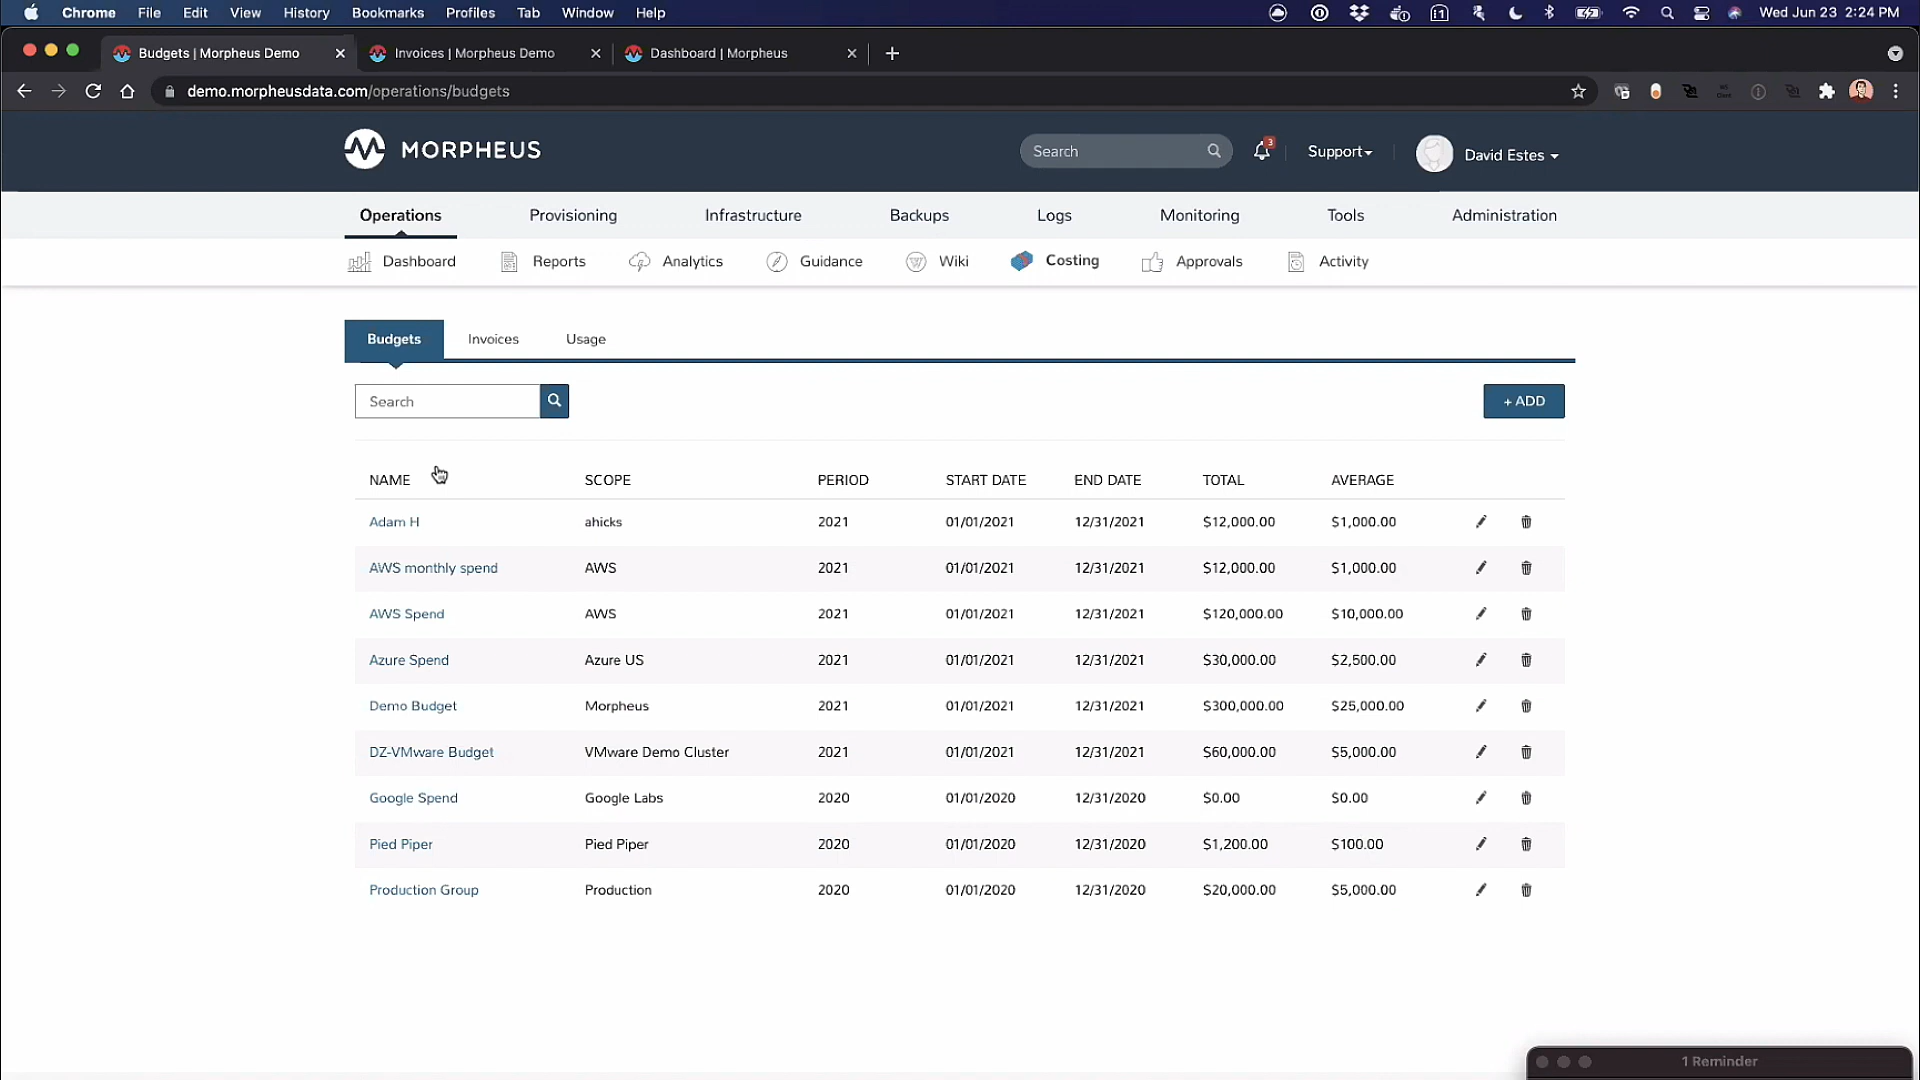 Chrome File Edit View History Bookmarks Profiles Tab Window Help Wed Jun 23 2:24 PM
Budgets | Morpheus Demo Invoices | Morpheus Demo Dashboard | Morpheus
demo.morpheusdata.com/operations/budgets
MORPHEUS Search 3 Support David Estes
Operations Provisioning Infrastructure Backups Logs Monitoring Tools Administration
Dashboard Reports Analytics Guidance Wiki Costing Approvals Activity
Budgets Invoices Usage
Search + ADD
NAME SCOPE PERIOD START DATE END DATE TOTAL AVERAGE
Adam H ahicks 2021 01/01/2021 12/31/2021 $12,000.00 $1,000.00
AWS monthly spend AWS 2021 01/01/2021 12/31/2021 $12,000.00 $1,000.00
AWS Spend AWS 2021 01/01/2021 12/31/2021 $120,000.00 $10,000.00
Azure Spend Azure US 2021 01/01/2021 12/31/2021 $30,000.00 $2,500.00
Demo Budget Morpheus 2021 01/01/2021 12/31/2021 $300,000.00 $25,000.00
DZ-VMware Budget VMware Demo Cluster 2021 01/01/2021 12/31/2021 $60,000.00 $5,000.00
Google Spend Google Labs 2020 01/01/2020 12/31/2020 $0.00 $0.00
Pied Piper Pied Piper 2020 01/01/2020 12/31/2020 $1,200.00 $100.00
Production Group Production 2020 01/01/2020 12/31/2020 $20,000.00 $5,000.00
1 Reminder